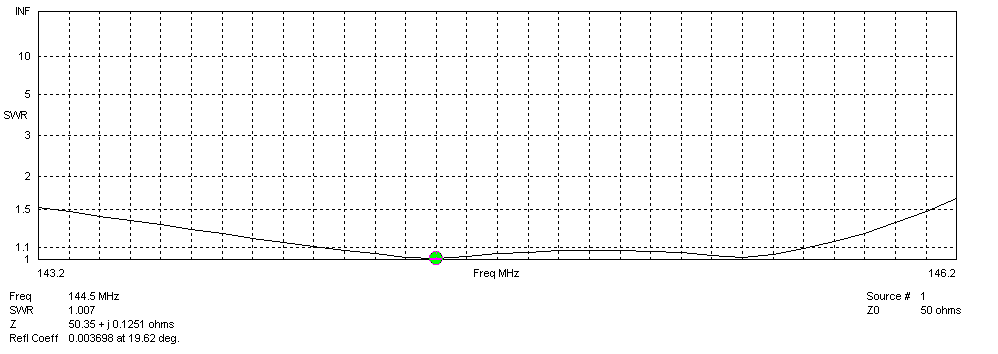 INF
10
5
SWR
3
2
1.5
1.1
1
143.2 Freq MHz 146.2
Freq 144.5 MHz Source # 1
SWR 1.007 Z0 50 ohms
Z 50.35 + j 0.1251 ohms
Refl Coeff 0.003698 at 19.62 deg.